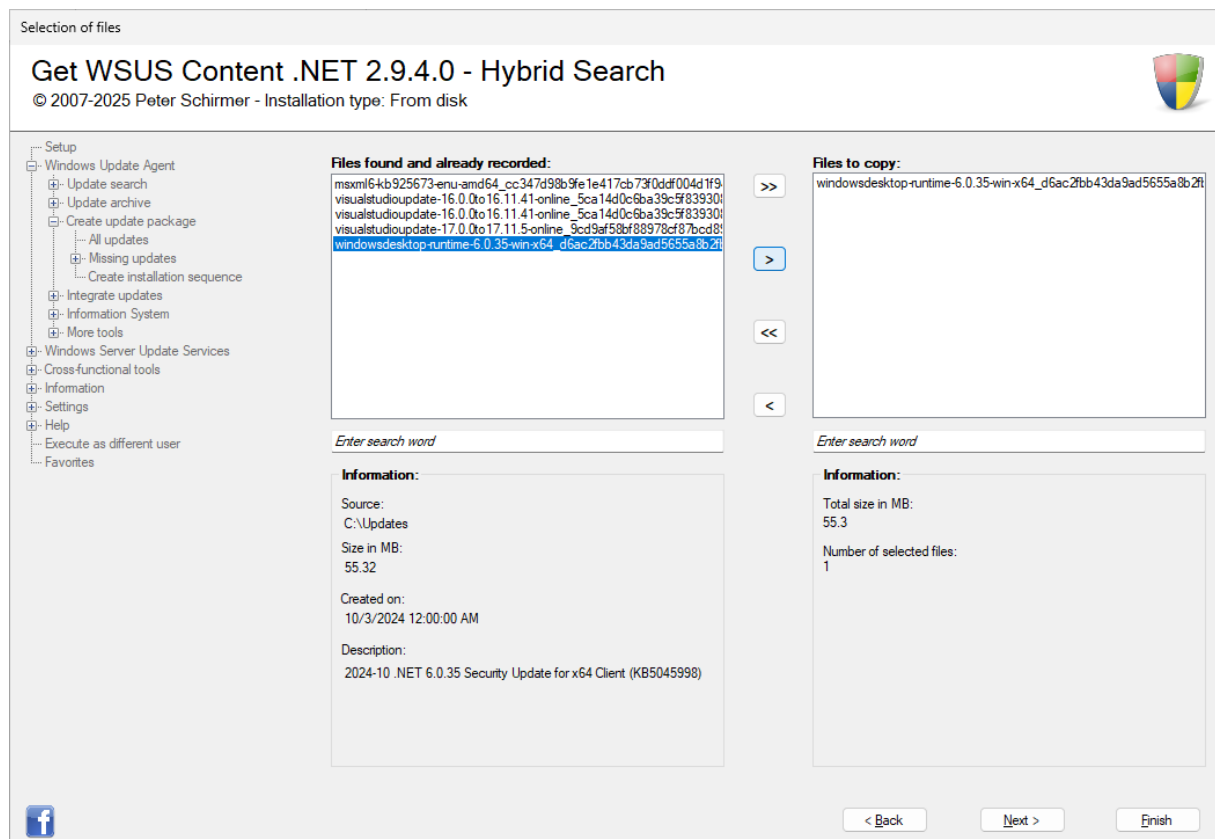 Selection of files
Get WSUS Content .NET 2.9.4.0 - Hybrid Search
© 2007-2025 Peter Schirmer - Installation type: From disk
Setup
Windows Update Agent
Update search
Update archive
Create update package
All updates
Missing updates
Create installation sequence
Integrate updates
Information System
More tools
Windows Server Update Services
Cross-functional tools
Information
Settings
Help
Execute as different user
Favorites
Files found and already recorded:
msxml6-kb925673-enu-amd64_cc347d98b9fe1e417cb73f0ddf004d1f9
visualstudioupdate-16.0.0to16.11.41-online_5ca14d0c6ba39c5f839308
visualstudioupdate-16.0.0to16.11.41-online_5ca14d0c6ba39c5f839308
visualstudioupdate-17.0.0to17.11.5-online_9cd9af58bf88978cf87bcd8
windowsdesktop-runtime-6.0.35-win-x64_d6ac2fbb43da9ad5655a8b2fb
Enter search word
Information:
Source:
C:\Updates
Size in MB:
55.32
Created on:
10/3/2024 12:00:00 AM
Description:
2024-10 .NET 6.0.35 Security Update for x64 Client (KB5045998)
>>
>
<<
<
Files to copy:
windowsdesktop-runtime-6.0.35-win-x64_d6ac2fbb43da9ad5655a8b2fb
Enter search word
Information:
Total size in MB:
55.3
Number of selected files:
1
f
< Back
Next >
Finish